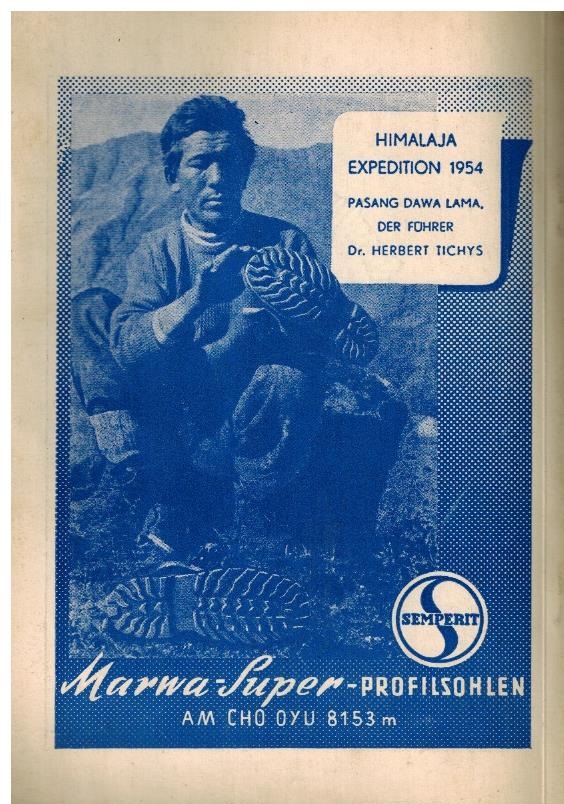 HIMALAJA
EXPEDITION 1954
PASANG DAWA LAMA,
DER FÜHRER
Dr. HERBERT TICHYS
SEMPERIT
Marwa-Super-PROFILSOHLEN
AM CHO OYU 8153 m